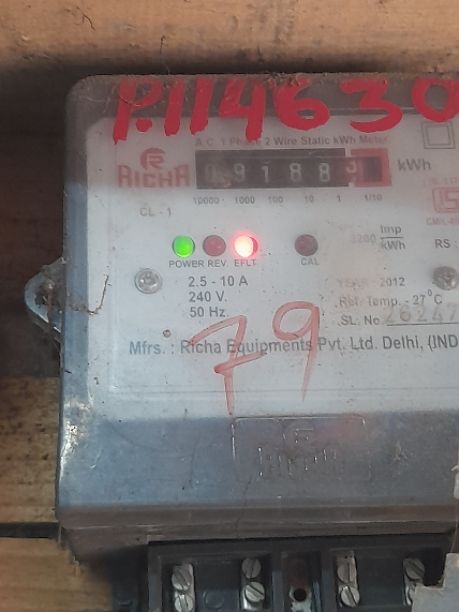 P.114630
A.C. 1 Phase 2 Wire Static kWh Meter
RICHA
09188
kWh
10000 1000 100 10 1 1/10
CL - 1
3200 Imp/kWh
POWER REV. EFLT CAL
RS :
2.5 - 10 A
240 V.
50 Hz.
YEAR : 2012
Ref. Temp. - 27°C
SL. No. 26247
79
Mfrs. : Richa Equipments Pvt. Ltd. Delhi, (IND